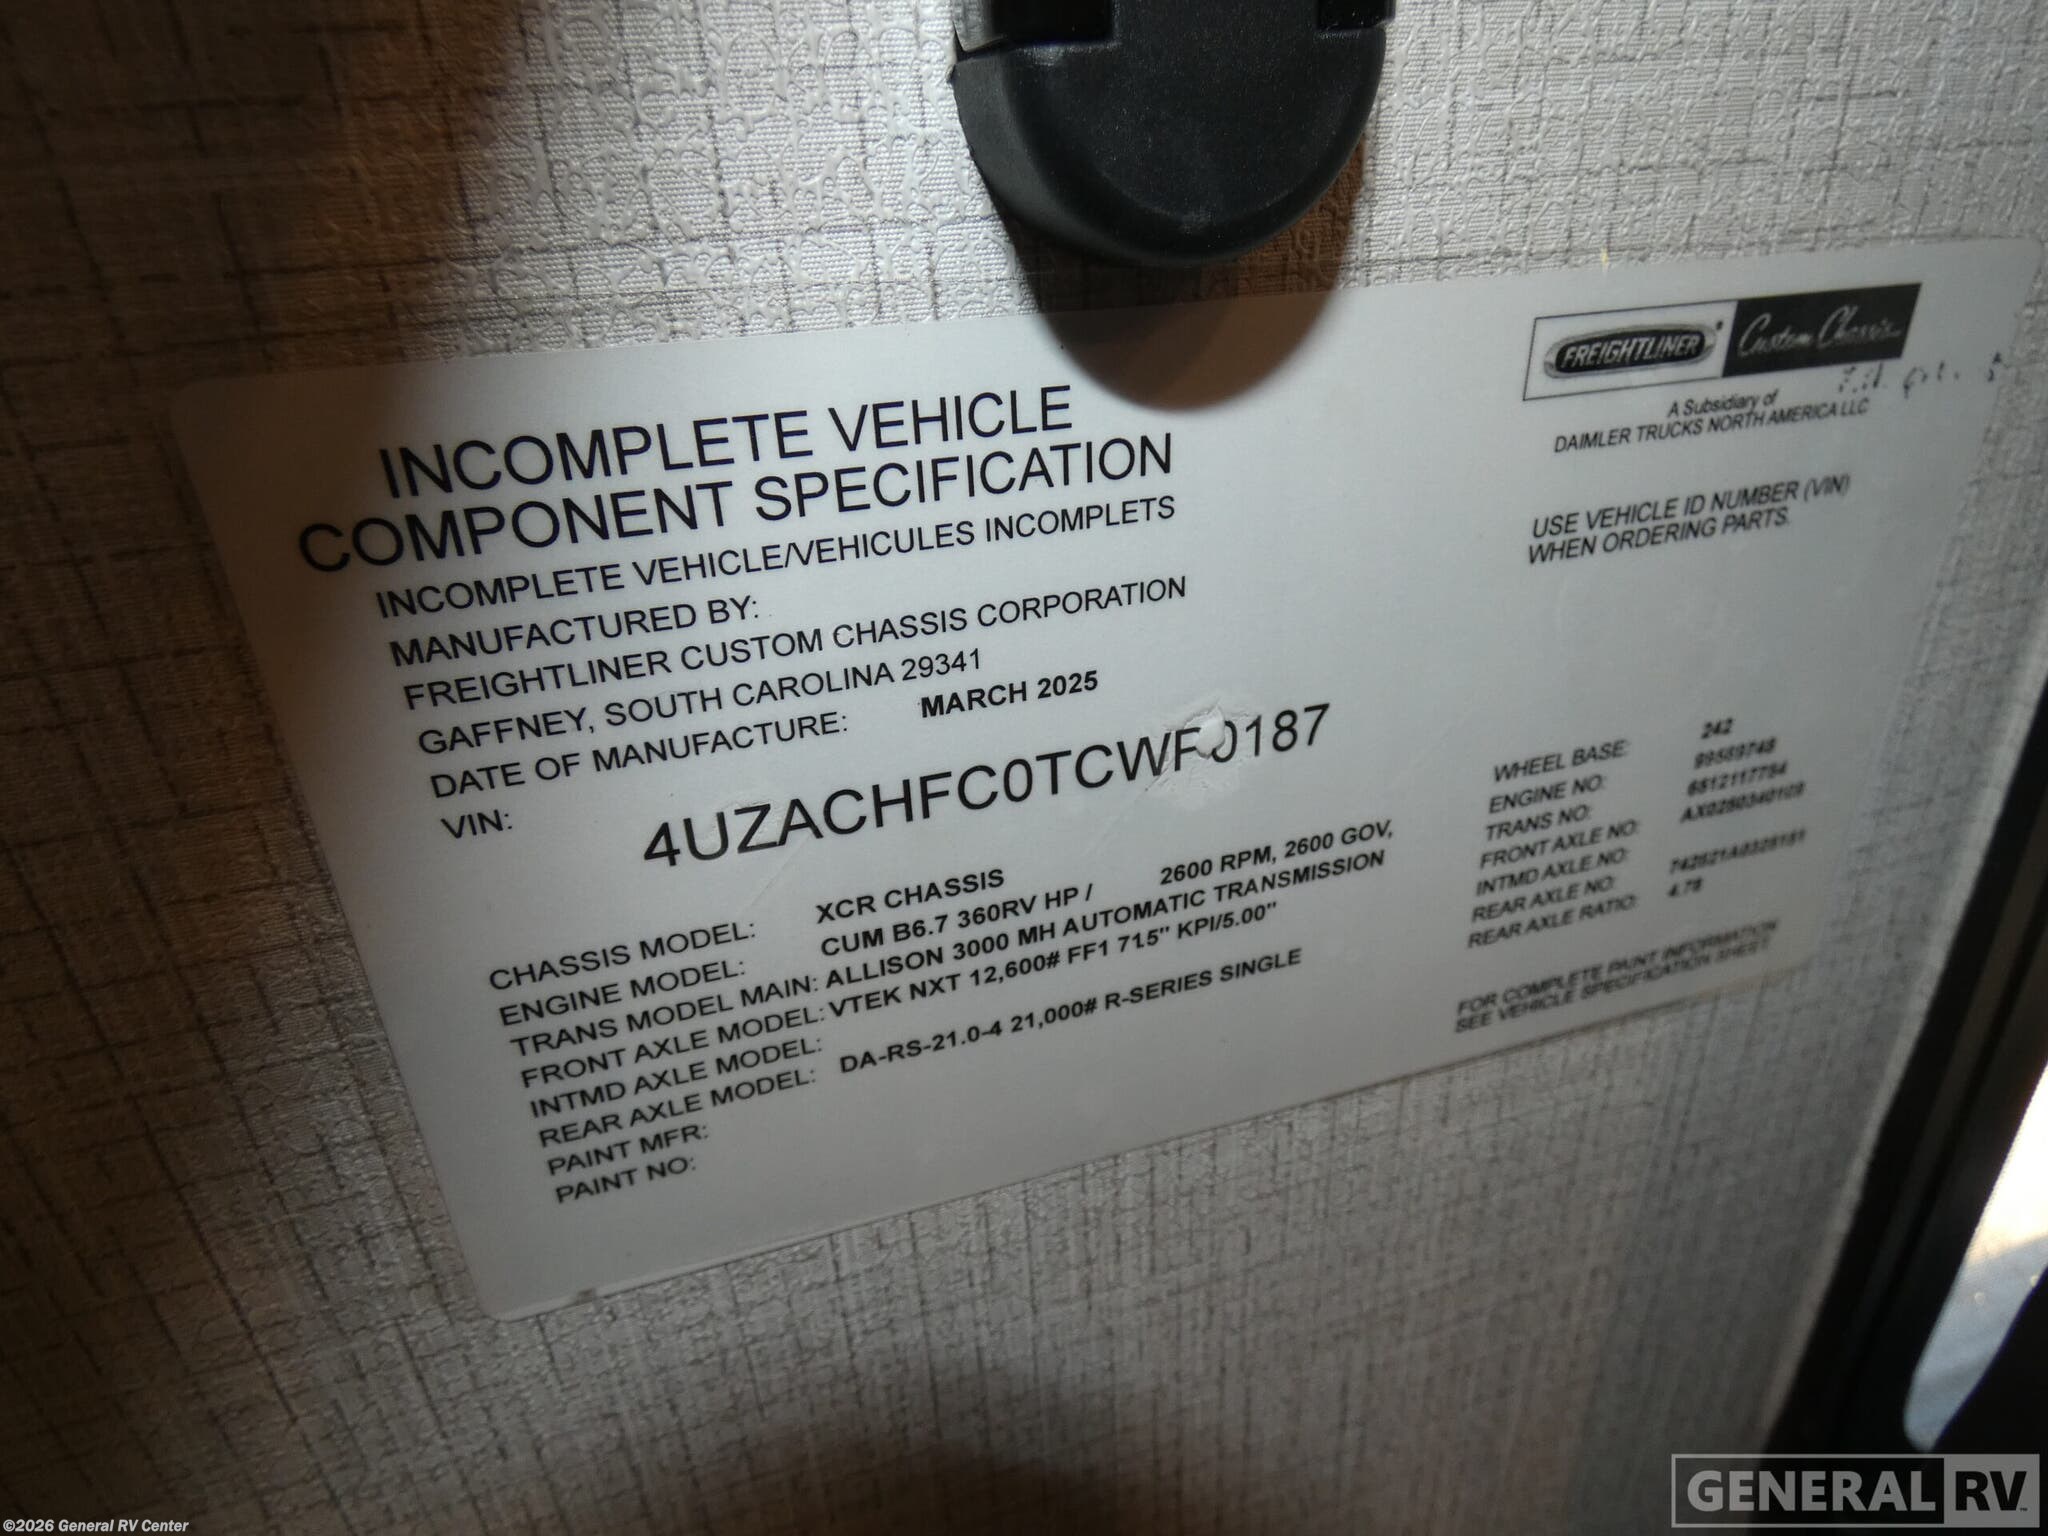 FREIGHTLINER Custom Chassis
A Subsidiary of
DAIMLER TRUCKS NORTH AMERICA LLC
USE VEHICLE ID NUMBER (VIN)
WHEN ORDERING PARTS.
INCOMPLETE VEHICLE
COMPONENT SPECIFICATION
INCOMPLETE VEHICLE/VEHICULES INCOMPLETS
MANUFACTURED BY:
FREIGHTLINER CUSTOM CHASSIS CORPORATION
GAFFNEY, SOUTH CAROLINA 29341
DATE OF MANUFACTURE: MARCH 2025
VIN: 
CHASSIS MODEL: XCR CHASSIS
ENGINE MODEL: CUM B6.7 360RV HP / 2600 RPM, 2600 GOV,
TRANS MODEL MAIN: ALLISON 3000 MH AUTOMATIC TRANSMISSION
FRONT AXLE MODEL: VTEK NXT 12,600# FF1 71.5" KPI/5.00"
INTMD AXLE MODEL:
REAR AXLE MODEL: DA-RS-21.0-4 21,000# R-SERIES SINGLE
PAINT MFR:
PAINT NO:
WHEEL BASE: 242
ENGINE NO:
TRANS NO:
FRONT AXLE NO:
INTMD AXLE NO:
REAR AXLE NO:
REAR AXLE RATIO: 4.78
FOR COMPLETE PAINT INFORMATION
SEE VEHICLE SPECIFICATION SHEET
©2026 General RV Center
GENERAL RV